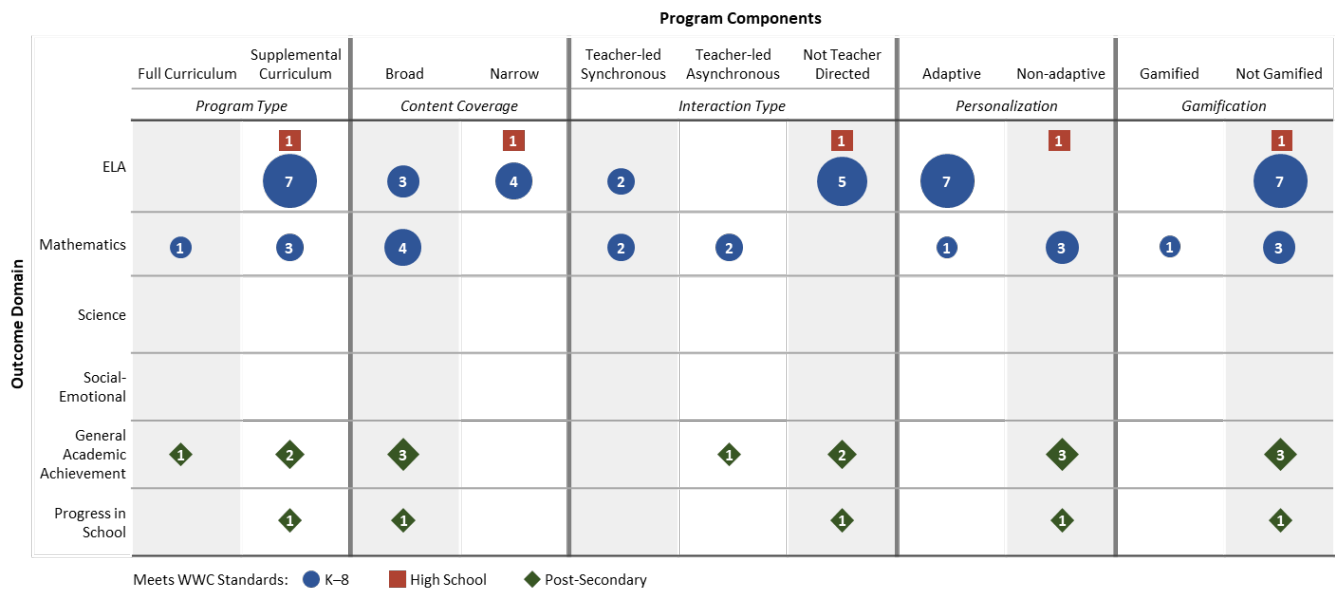 Program Components
Full Curriculum
Supplemental
Curriculum
Broad
Narrow
Teacher-led
Synchronous
Teacher-led
Asynchronous
Not Teacher
Directed
Adaptive
Non-adaptive
Gamified
Not Gamified
Program Type
Content Coverage
Interaction Type
Personalization
Gamification
Outcome Domain
ELA
1 1 1 1 1
7 3 4 2 5 7 7
Mathematics
1 3 4 2 2 1 3 1 3
Science
Social-
Emotional
General
Academic
Achievement
1 2 3 1 2 3 3
Progress in
School
1 1 1 1 1
Meets WWC Standards: K–8 High School Post-Secondary